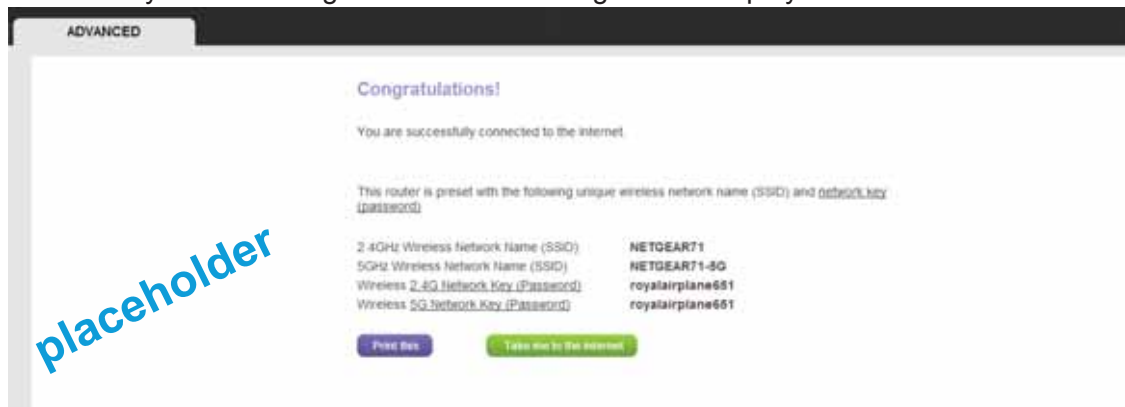 ADVANCED
Congratulations!
You are successfully connected to the Internet
This router is preset with the following unique wireless network name (SSID) and network key
(password)
2.4GHz Wireless Network Name (SSID) NETGEAR71
5GHz Wireless Network Name (SSID) NETGEAR71-5G
Wireless 2.4G Network Key (Password) royalairplane651
Wireless 5G Network Key (Password) royalairplane651
placeholder
Print this
Take me to the Internet